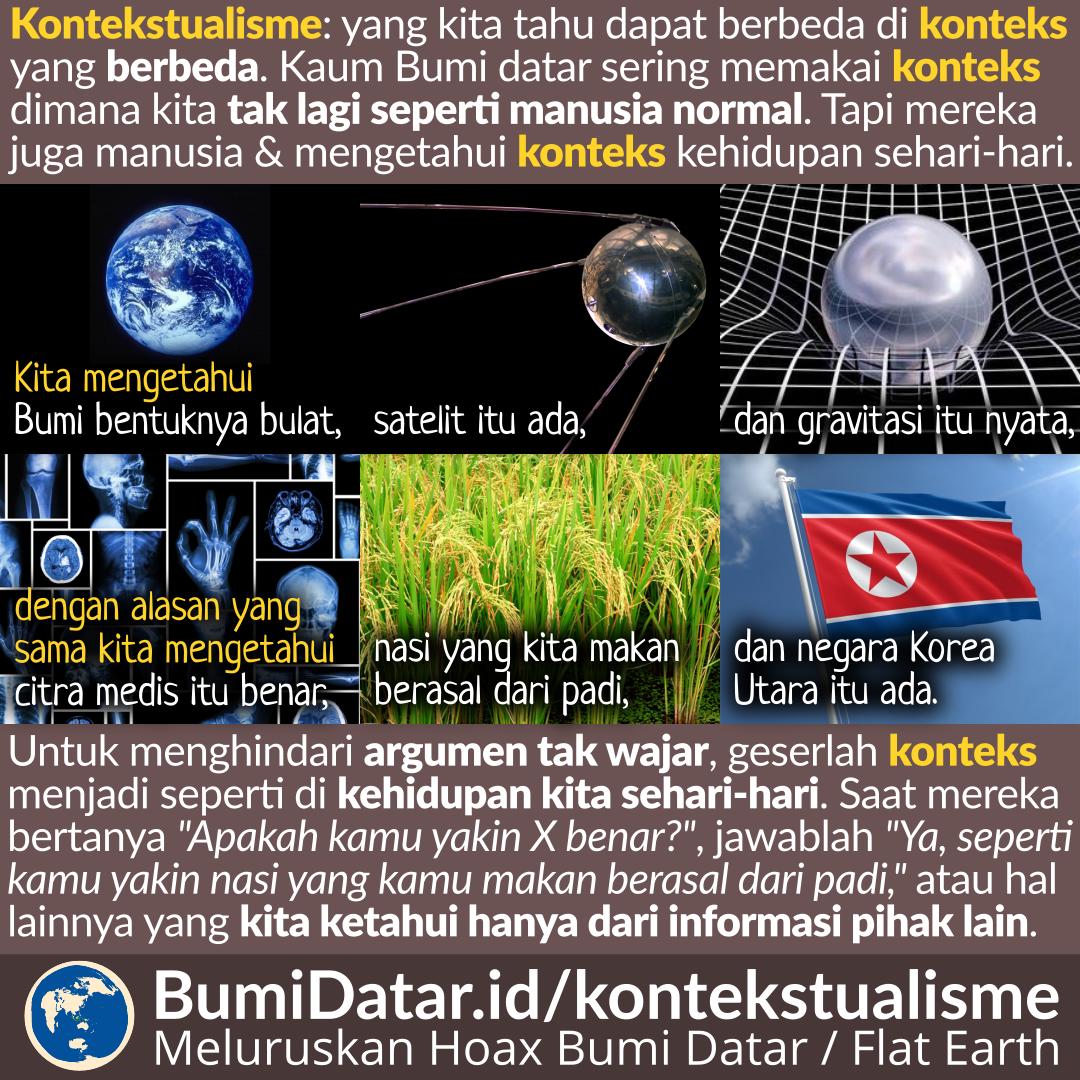 Kontekstualisme: yang kita tahu dapat berbeda di konteks
yang berbeda. Kaum Bumi datar sering memakai konteks
dimana kita tak lagi seperti manusia normal. Tapi mereka
juga manusia & mengetahui konteks kehidupan sehari-hari.
Kita mengetahui
Bumi bentuknya bulat,
satelit itu ada,
dan gravitasi itu nyata,
dengan alasan yang
sama kita mengetahui
citra medis itu benar,
nasi yang kita makan
berasal dari padi,
dan negara Korea
Utara itu ada.
Untuk menghindari argumen tak wajar, geserlah konteks
menjadi seperti di kehidupan kita sehari-hari. Saat mereka
bertanya "Apakah kamu yakin X benar?", jawablah "Ya, seperti
kamu yakin nasi yang kamu makan berasal dari padi," atau hal
lainnya yang kita ketahui hanya dari informasi pihak lain.
BumiDatar.id/kontekstualisme
Meluruskan Hoax Bumi Datar / Flat Earth